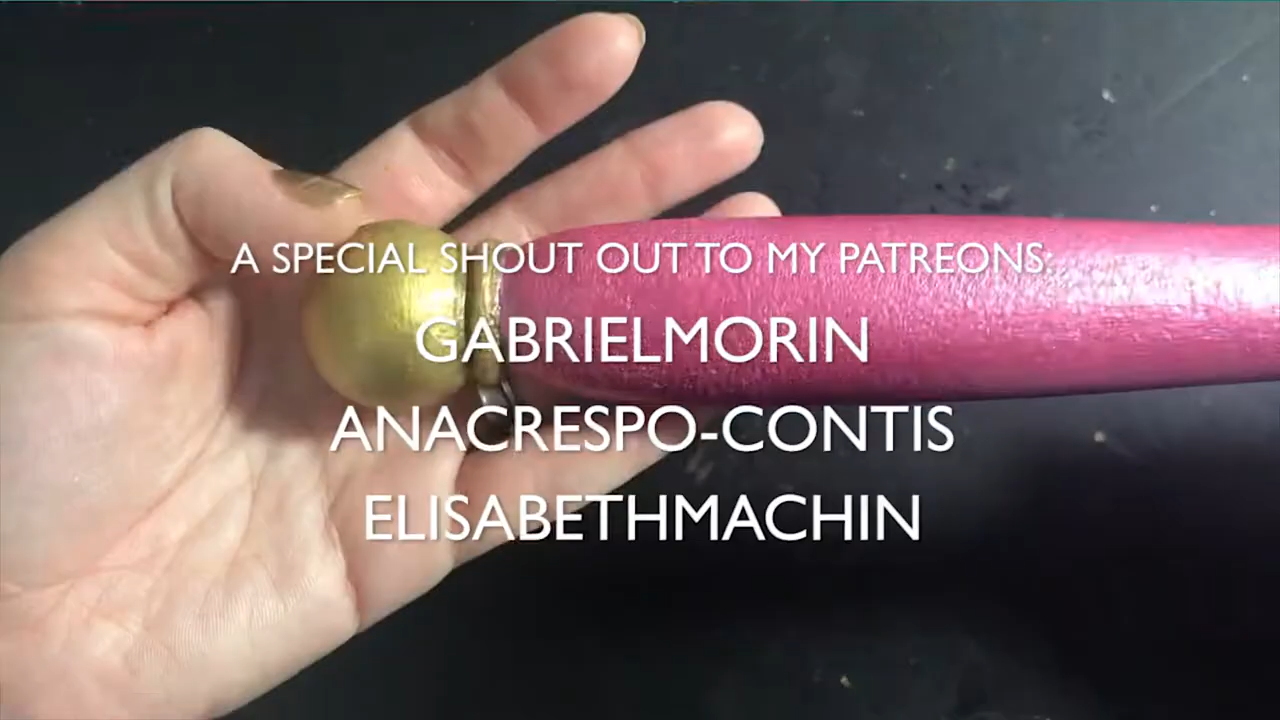 A SPECIAL SHOUT OUT TO MY PATREONS:
GABRIELMORIN
ANACRESPO-CONTIS
ELISABETHMACHIN